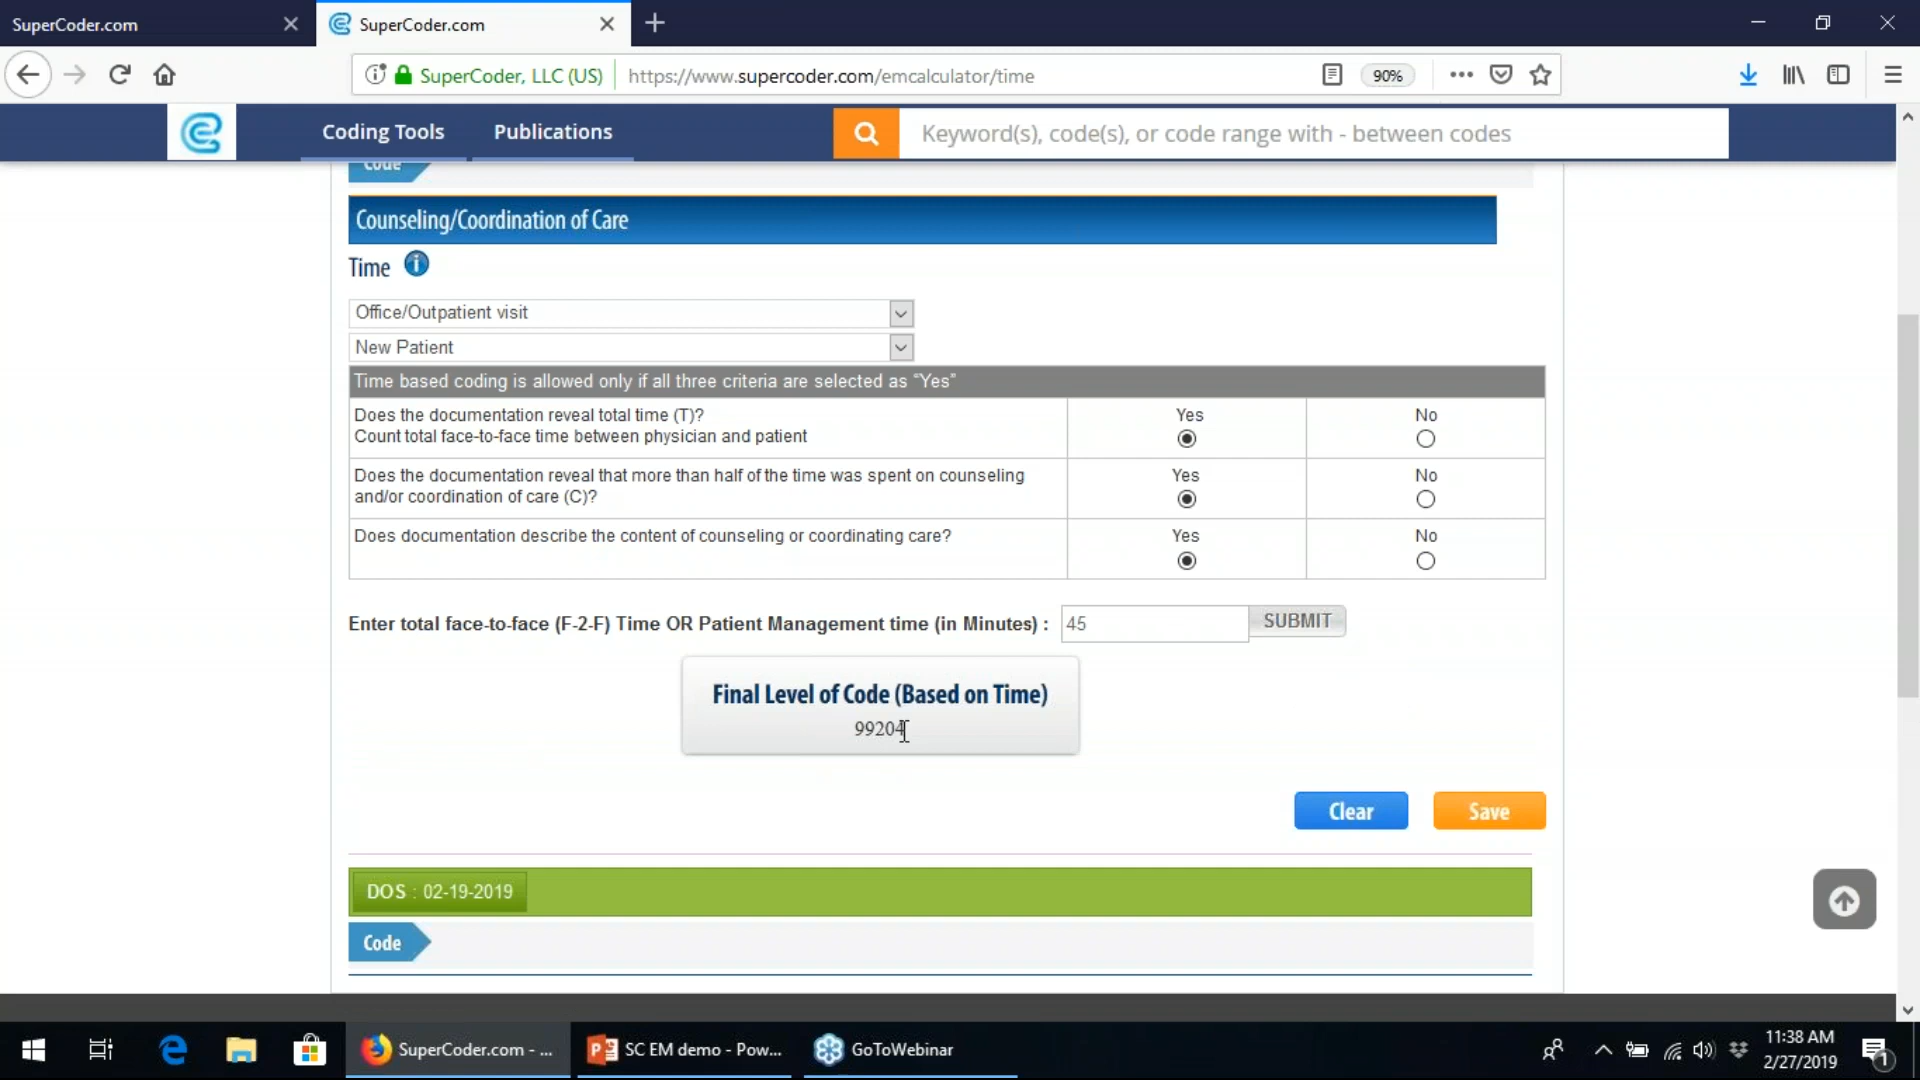 SuperCoder.com
SuperCoder.com
SuperCoder, LLC (US)
https://www.supercoder.com/emcalculator/time
90%
Coding Tools
Publications
Keyword(s), code(s), or code range with - between codes
Code
Counseling/Coordination of Care
Time
Office/Outpatient visit
New Patient
Time based coding is allowed only if all three criteria are selected as “Yes”
Does the documentation reveal total time (T)?
Count total face-to-face time between physician and patient
Yes
No
Does the documentation reveal that more than half of the time was spent on counseling
and/or coordination of care (C)?
Yes
No
Does documentation describe the content of counseling or coordinating care?
Yes
No
Enter total face-to-face (F-2-F) Time OR Patient Management time (in Minutes) :
45
SUBMIT
Final Level of Code (Based on Time)
99204
Clear
Save
DOS : 02-19-2019
Code
SuperCoder.com - ...
SC EM demo - Pow...
GoToWebinar
11:38 AM
2/27/2019
1